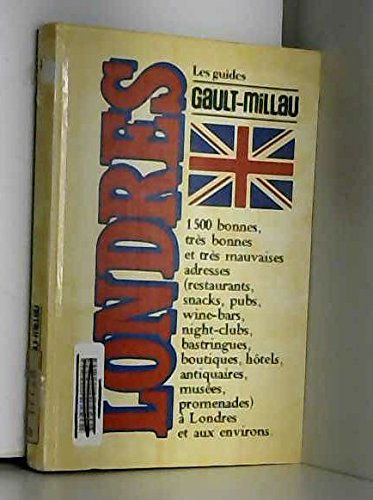 LONDRES
Les guides
GAULT-MILLAU
1500 bonnes,
très bonnes
et très mauvaises
adresses
(restaurants,
snacks, pubs,
wine-bars,
night-clubs,
bastringues,
boutiques, hôtels,
antiquaires,
musées,
promenades)
à Londres
et aux environs.